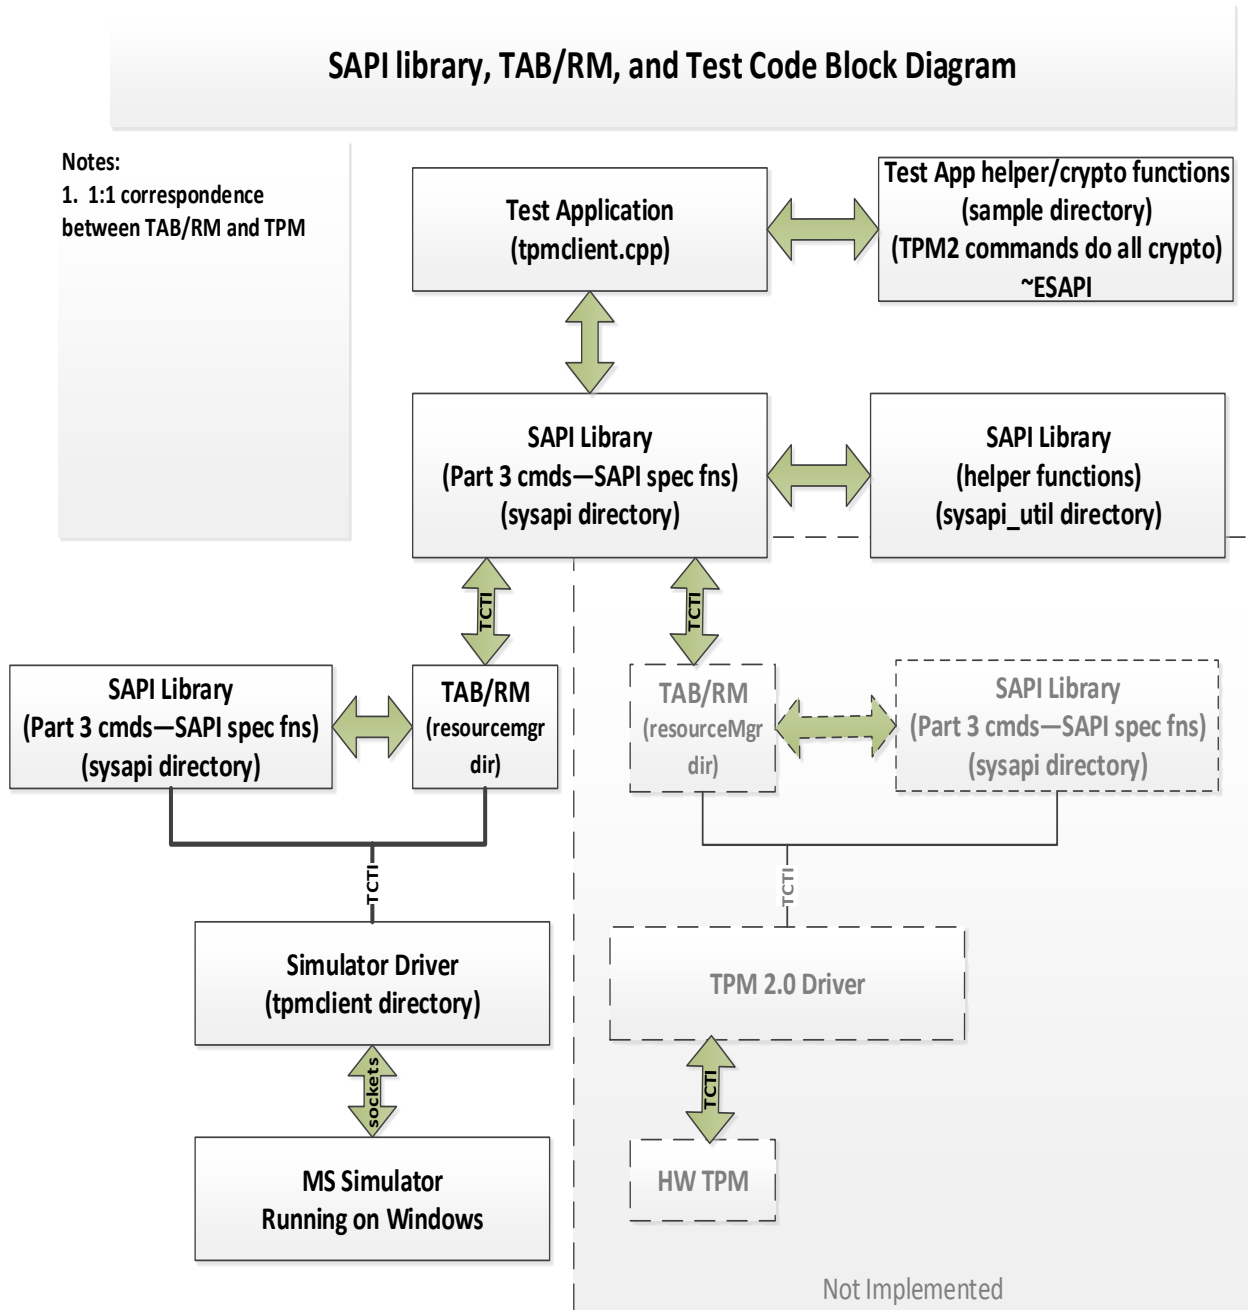 SAPI library, TAB/RM, and Test Code Block Diagram
Notes:
1. 1:1 correspondence
between TAB/RM and TPM
Test Application
(tpmclient.cpp)
Test App helper/crypto functions
(sample directory)
(TPM2 commands do all crypto)
~ESAPI
SAPI Library
(Part 3 cmds—SAPI spec fns)
(sysapi directory)
SAPI Library
(helper functions)
(sysapi_util directory)
TCTI
TCTI
SAPI Library
(Part 3 cmds—SAPI spec fns)
(sysapi directory)
TAB/RM
(resourcemgr
dir)
TAB/RM
(resourceMgr
dir)
SAPI Library
(Part 3 cmds—SAPI spec fns)
(sysapi directory)
TCTI
TCTI
Simulator Driver
(tpmclient directory)
TPM 2.0 Driver
sockets
TCTI
MS Simulator
Running on Windows
HW TPM
Not Implemented